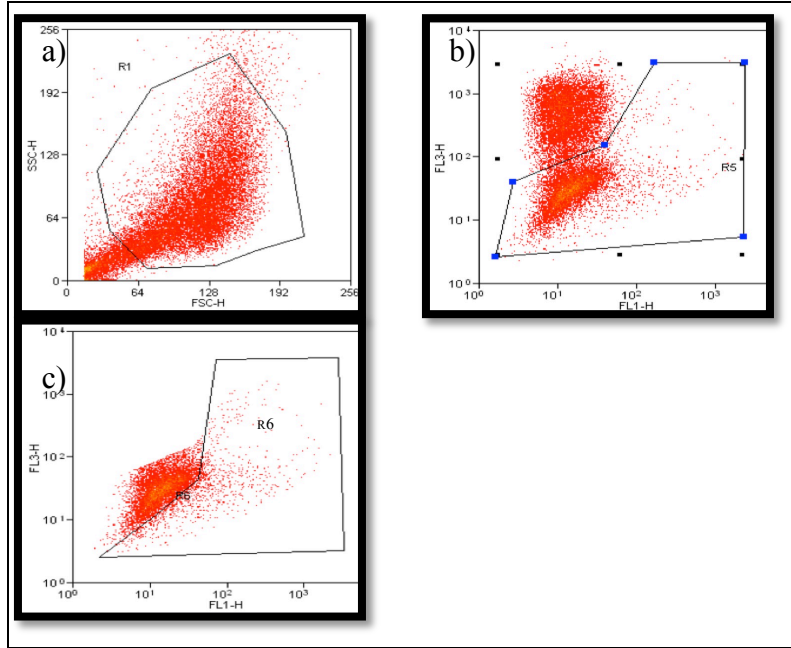 a)
256
192
128
64
0
SSC-H
R1
0 64 128 192 256
FSC-H
b)
10⁴
10³
10²
10¹
10⁰
FL3-H
R5
10⁰ 10¹ 10² 10³
FL1-H
c)
10⁴
10³
10²
10¹
10⁰
FL3-H
R6
R6
10⁰ 10¹ 10² 10³
FL1-H